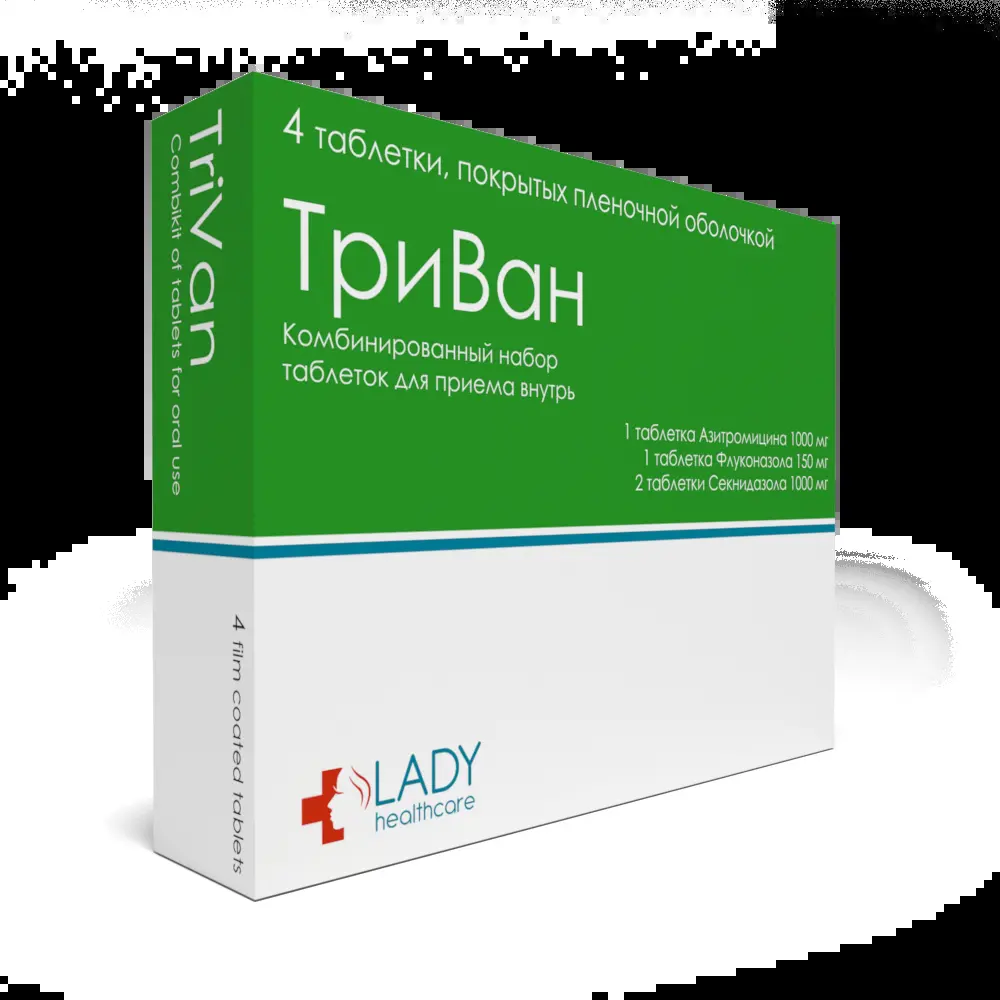 4 таблетки, покрытых пленочной оболочкой
ТриВан
Комбинированный набор
таблеток для приема внутрь
1 таблетка Азитромицина 1000 мг
1 таблетка Флуконазола 150 мг
2 таблетки Секнидазола 1000 мг
LADY
healthcare
TriVan
Combikit of tablets for oral use
4 film coated tablets